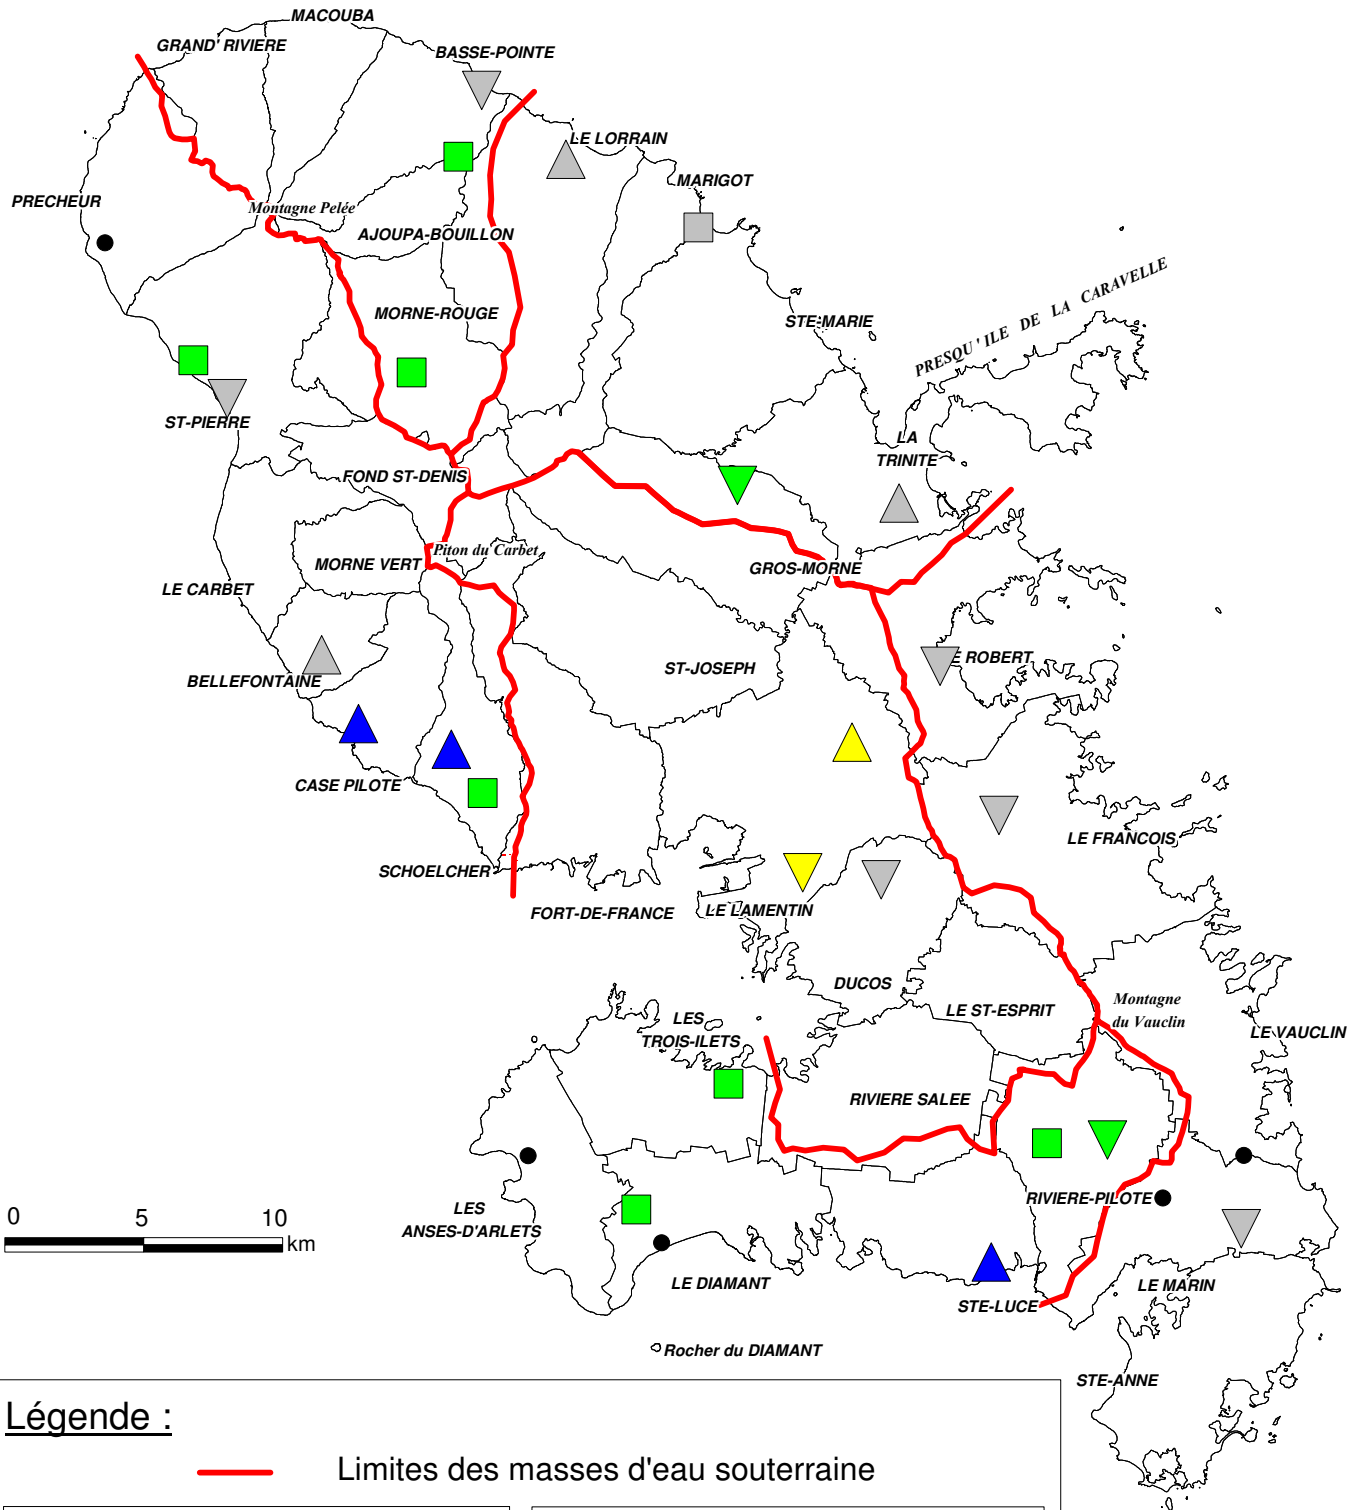 MACOUBA
GRAND' RIVIERE
BASSE-POINTE
LE LORRAIN
MARIGOT
PRECHEUR
Montagne Pelée
AJOUPA-BOUILLON
PRESQU' ILE DE LA CARAVELLE
MORNE-ROUGE
STE-MARIE
ST-PIERRE
LA
TRINITE
FOND ST-DENIS
Piton du Carbet
MORNE VERT
GROS-MORNE
LE CARBET
E ROBERT
ST-JOSEPH
BELLEFONTAINE
CASE PILOTE
LE FRANCOIS
SCHOELCHER
FORT-DE-FRANCE
LE LAMENTIN
DUCOS
LE ST-ESPRIT
Montagne
du Vauclin
LES
TROIS-ILETS
LE VAUCLIN
RIVIERE SALEE
RIVIERE-PILOTE
LES
ANSES-D'ARLETS
0 5 10
km
LE DIAMANT
LE MARIN
STE-LUCE
Rocher du DIAMANT
STE-ANNE
Légende :
Limites des masses d'eau souterraine